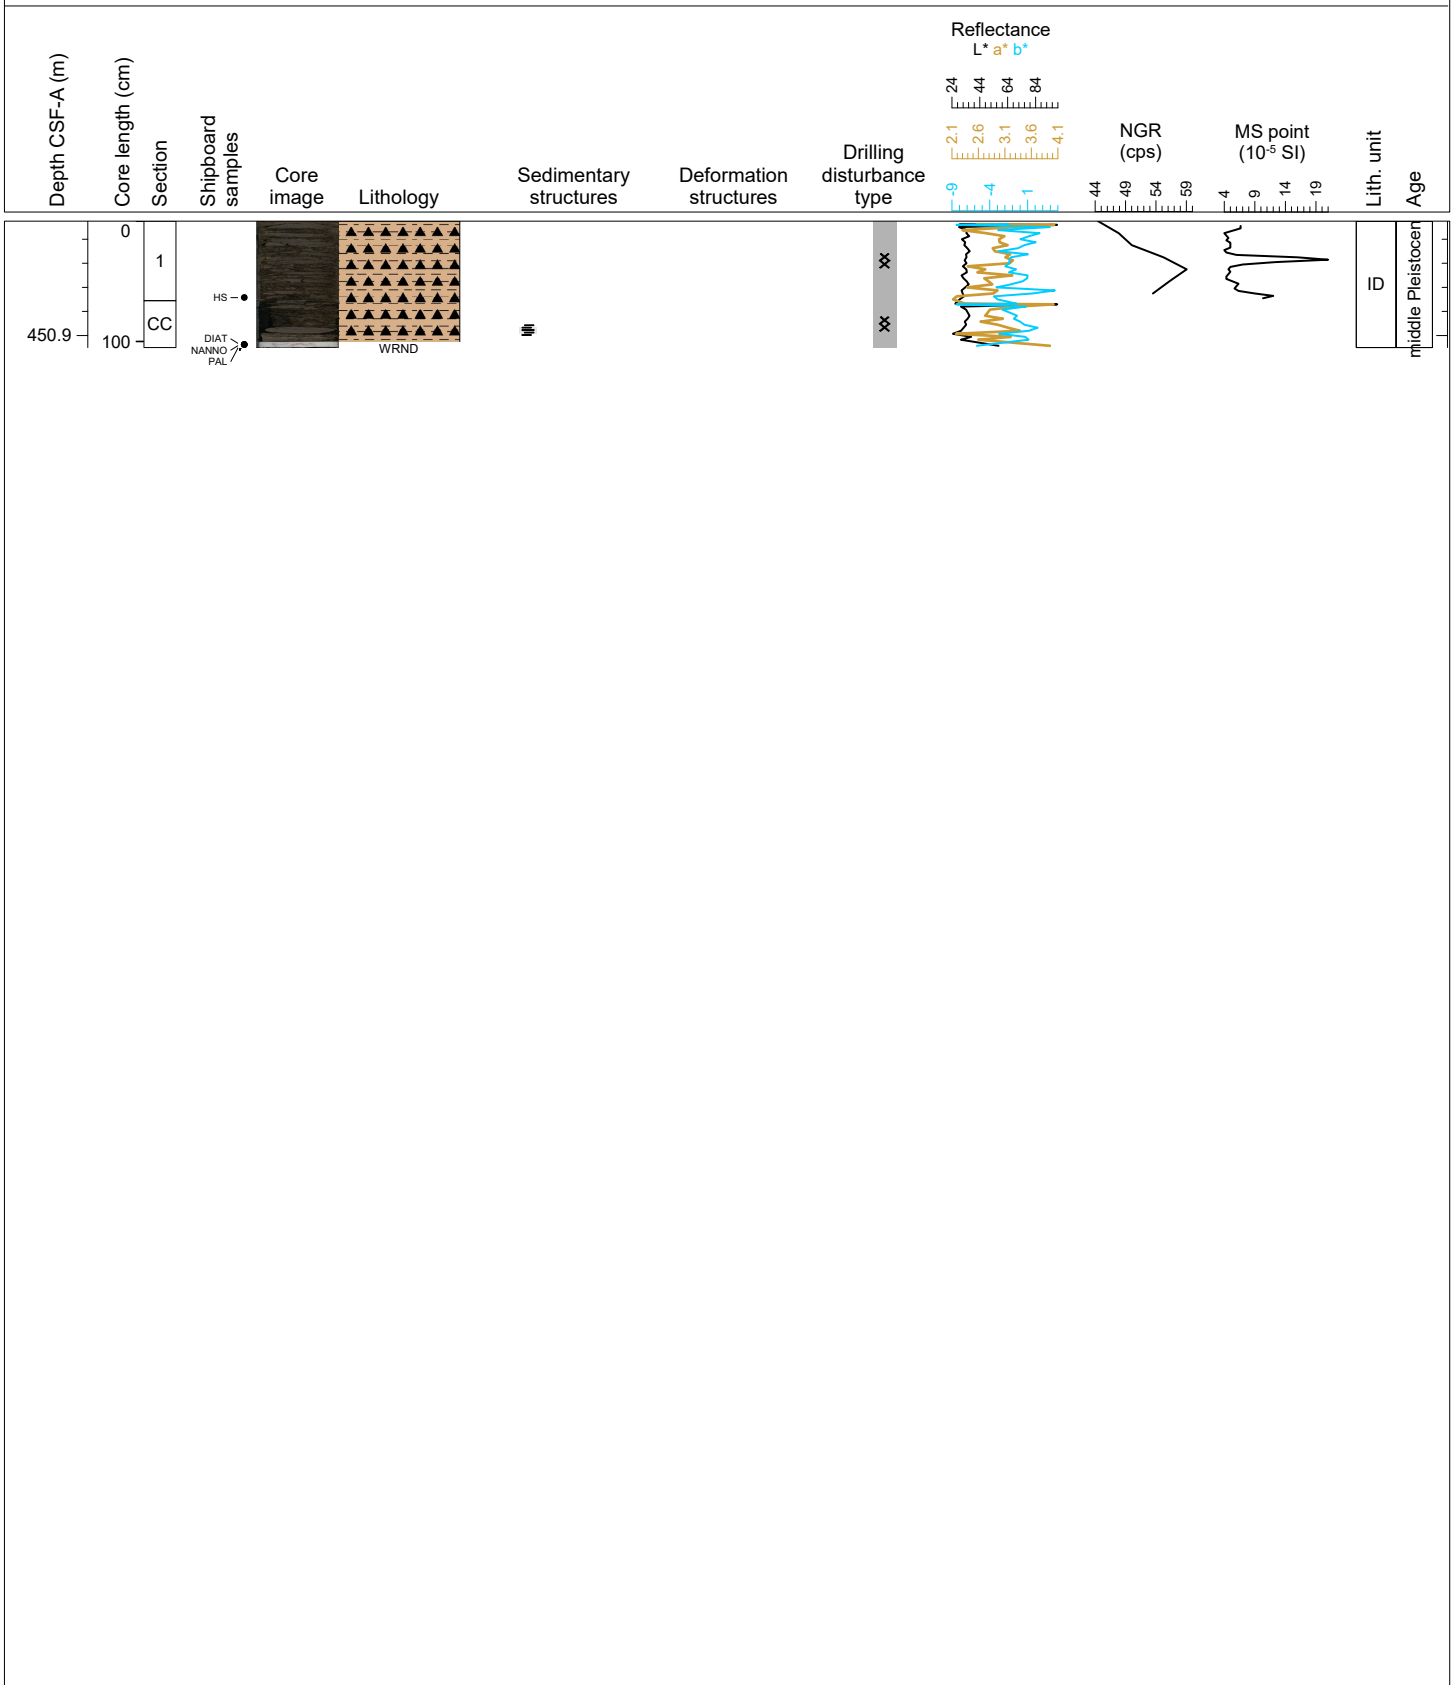 Depth CSF-A (m)
Core length (cm)
Section
Shipboard
samples
Core
image
Lithology
Sedimentary
structures
Deformation
structures
Drilling
disturbance
type
Reflectance
L* a* b*
24 44 64 84
2.1 2.6 3.1 3.6 4.1
-9 -4 1
NGR
(cps)
44 49 54 59
MS point
(10⁻⁵ SI)
4 9 14 19
Lith. unit
Age
0
1
HS
CC
450.9
100
DIAT
NANNO
PAL
WRND
ID
middle Pleistocen